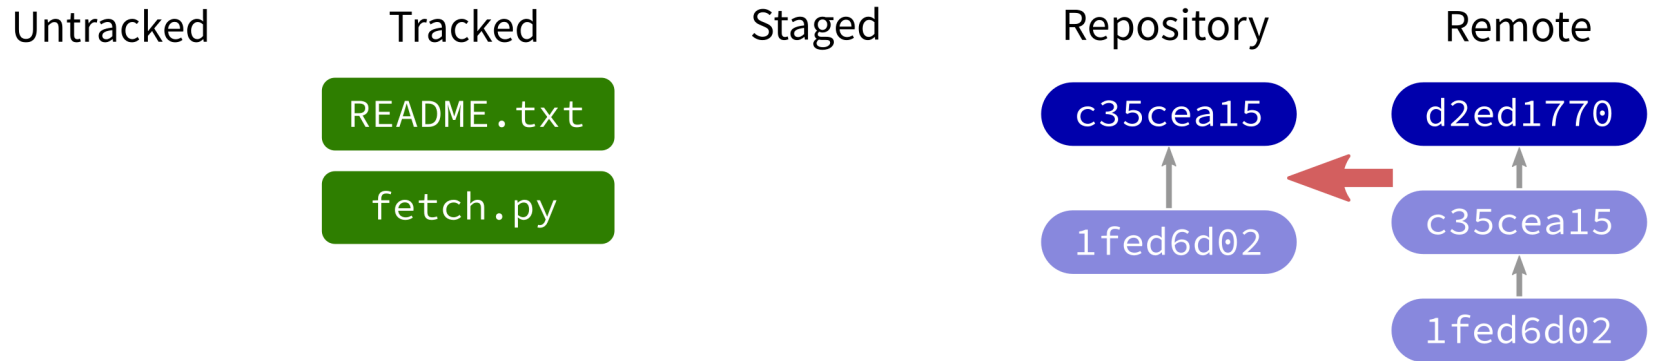 Untracked Tracked Staged Repository Remote
README.txt c35cea15 d2ed1770
fetch.py 1fed6d02 c35cea15
1fed6d02